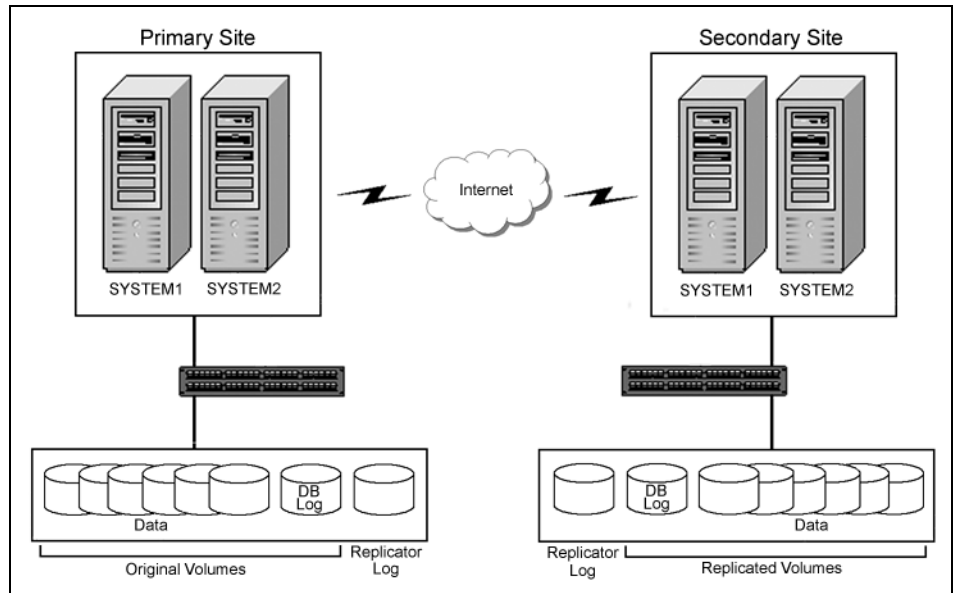 Primary Site
Secondary Site
Internet
SYSTEM1 SYSTEM2
SYSTEM1 SYSTEM2
DB
Log
Data
DB
Log
Data
Original Volumes
Replicator
Log
Replicator
Log
Replicated Volumes